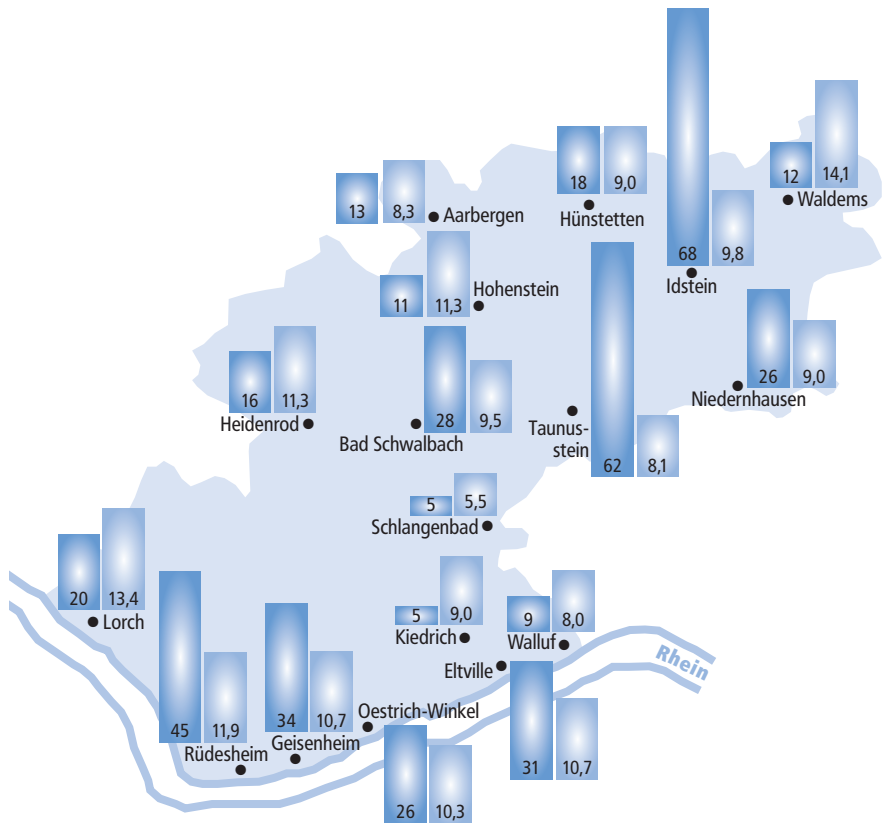 13
8,3
Aarbergen
18
9,0
Hünstetten
68
9,8
Idstein
12
14,1
Waldems
11
11,3
Hohenstein
16
11,3
Heidenrod
28
9,5
Bad Schwalbach
62
8,1
Taunus-
stein
26
9,0
Niedernhausen
5
5,5
Schlangenbad
20
13,4
Lorch
5
9,0
Kiedrich
9
8,0
Walluf
Eltville
31
10,7
Rhein
45
11,9
Rüdesheim
34
10,7
Geisenheim
Oestrich-Winkel
26
10,3